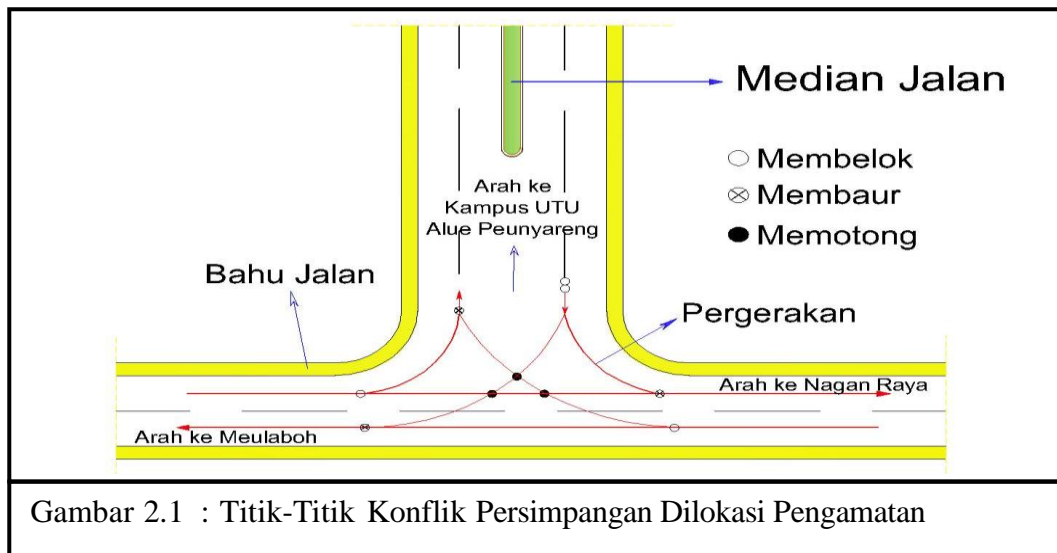 Median Jalan
Membelok
Membaur
Memotong
Arah ke
Kampus UTU
Alue Peunyareng
Bahu Jalan
Pergerakan
Arah ke Nagan Raya
Arah ke Meulaboh
Gambar 2.1 : Titik-Titik Konflik Persimpangan Dilokasi Pengamatan